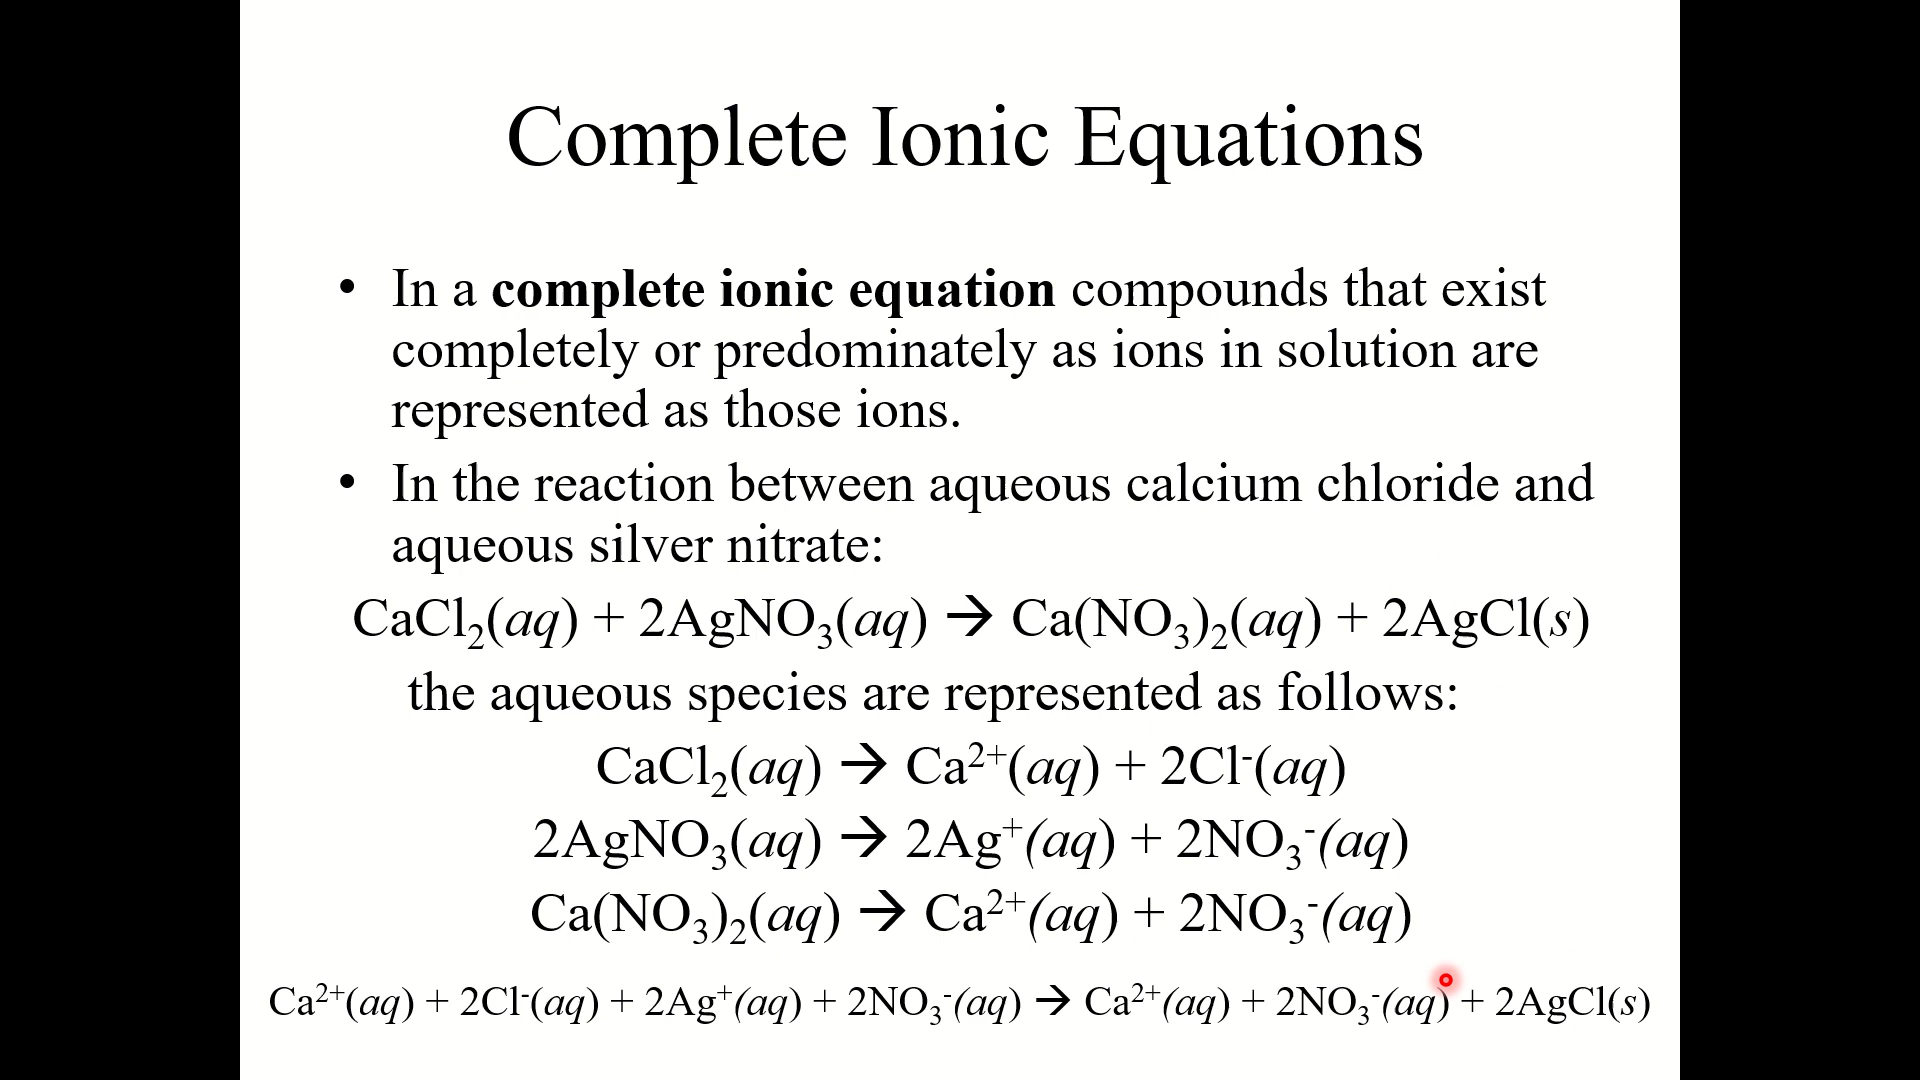 Complete Ionic Equations
• In a complete ionic equation compounds that exist
completely or predominately as ions in solution are
represented as those ions.
• In the reaction between aqueous calcium chloride and
aqueous silver nitrate:
CaCl₂(aq) + 2AgNO₃(aq) → Ca(NO₃)₂(aq) + 2AgCl(s)
the aqueous species are represented as follows:
CaCl₂(aq) → Ca²⁺(aq) + 2Cl⁻(aq)
2AgNO₃(aq) → 2Ag⁺(aq) + 2NO₃⁻(aq)
Ca(NO₃)₂(aq) → Ca²⁺(aq) + 2NO₃⁻(aq)
Ca²⁺(aq) + 2Cl⁻(aq) + 2Ag⁺(aq) + 2NO₃⁻(aq) → Ca²⁺(aq) + 2NO₃⁻(aq) + 2AgCl(s)